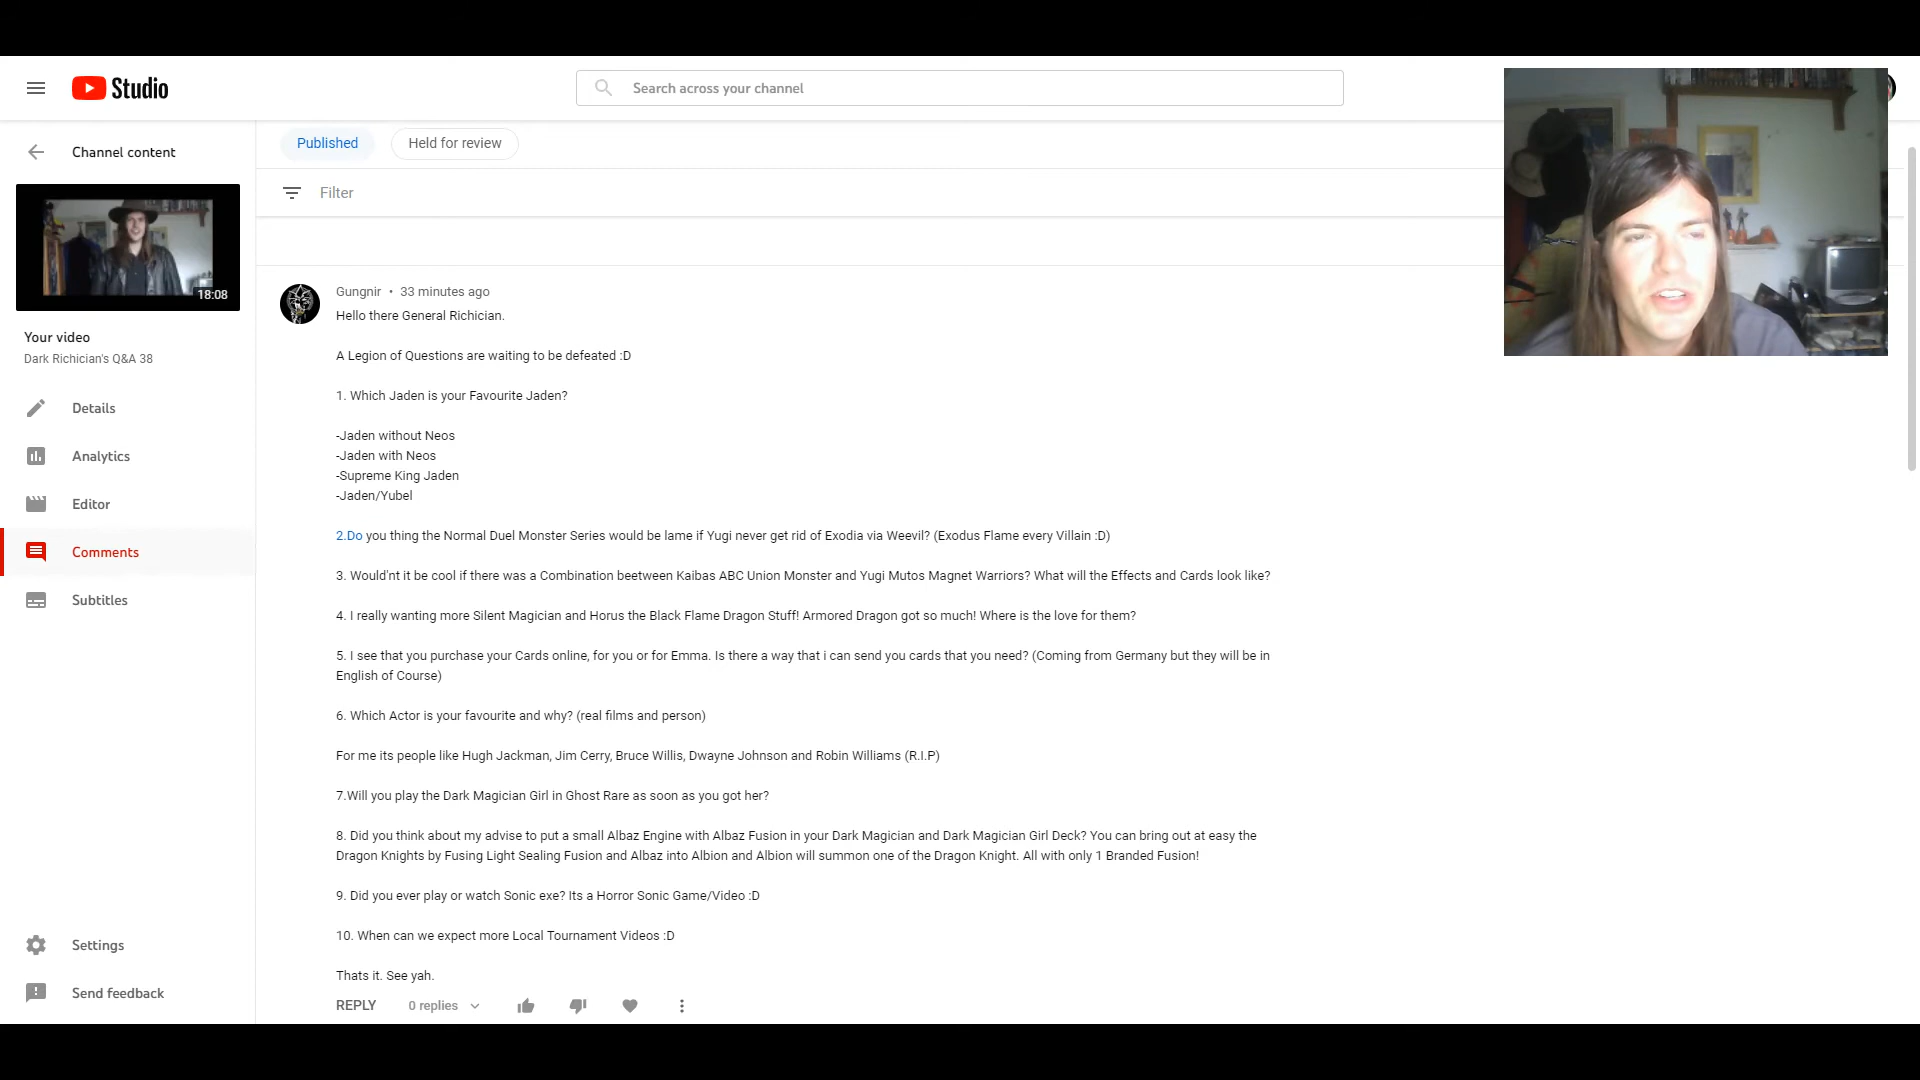 Studio
Search across your channel
Channel content
Published
Held for review
Filter
18:08
Your video
Dark Richician's Q&A 38
Details
Analytics
Editor
Comments
Subtitles
Settings
Send feedback
Gungnir • 33 minutes ago
Hello there General Richician.
A Legion of Questions are waiting to be defeated :D
1. Which Jaden is your Favourite Jaden?
-Jaden without Neos
-Jaden with Neos
-Supreme King Jaden
-Jaden/Yubel
2.Do you thing the Normal Duel Monster Series would be lame if Yugi never get rid of Exodia via Weevil? (Exodus Flame every Villain :D)
3. Would'nt it be cool if there was a Combination beetween Kaibas ABC Union Monster and Yugi Mutos Magnet Warriors? What will the Effects and Cards look like?
4. I really wanting more Silent Magician and Horus the Black Flame Dragon Stuff! Armored Dragon got so much! Where is the love for them?
5. I see that you purchase your Cards online, for you or for Emma. Is there a way that i can send you cards that you need? (Coming from Germany but they will be in
English of Course)
6. Which Actor is your favourite and why? (real films and person)
For me its people like Hugh Jackman, Jim Cerry, Bruce Willis, Dwayne Johnson and Robin Williams (R.I.P)
7.Will you play the Dark Magician Girl in Ghost Rare as soon as you got her?
8. Did you think about my advise to put a small Albaz Engine with Albaz Fusion in your Dark Magician and Dark Magician Girl Deck? You can bring out at easy the
Dragon Knights by Fusing Light Sealing Fusion and Albaz into Albion and Albion will summon one of the Dragon Knight. All with only 1 Branded Fusion!
9. Did you ever play or watch Sonic exe? Its a Horror Sonic Game/Video :D
10. When can we expect more Local Tournament Videos :D
Thats it. See yah.
REPLY
0 replies